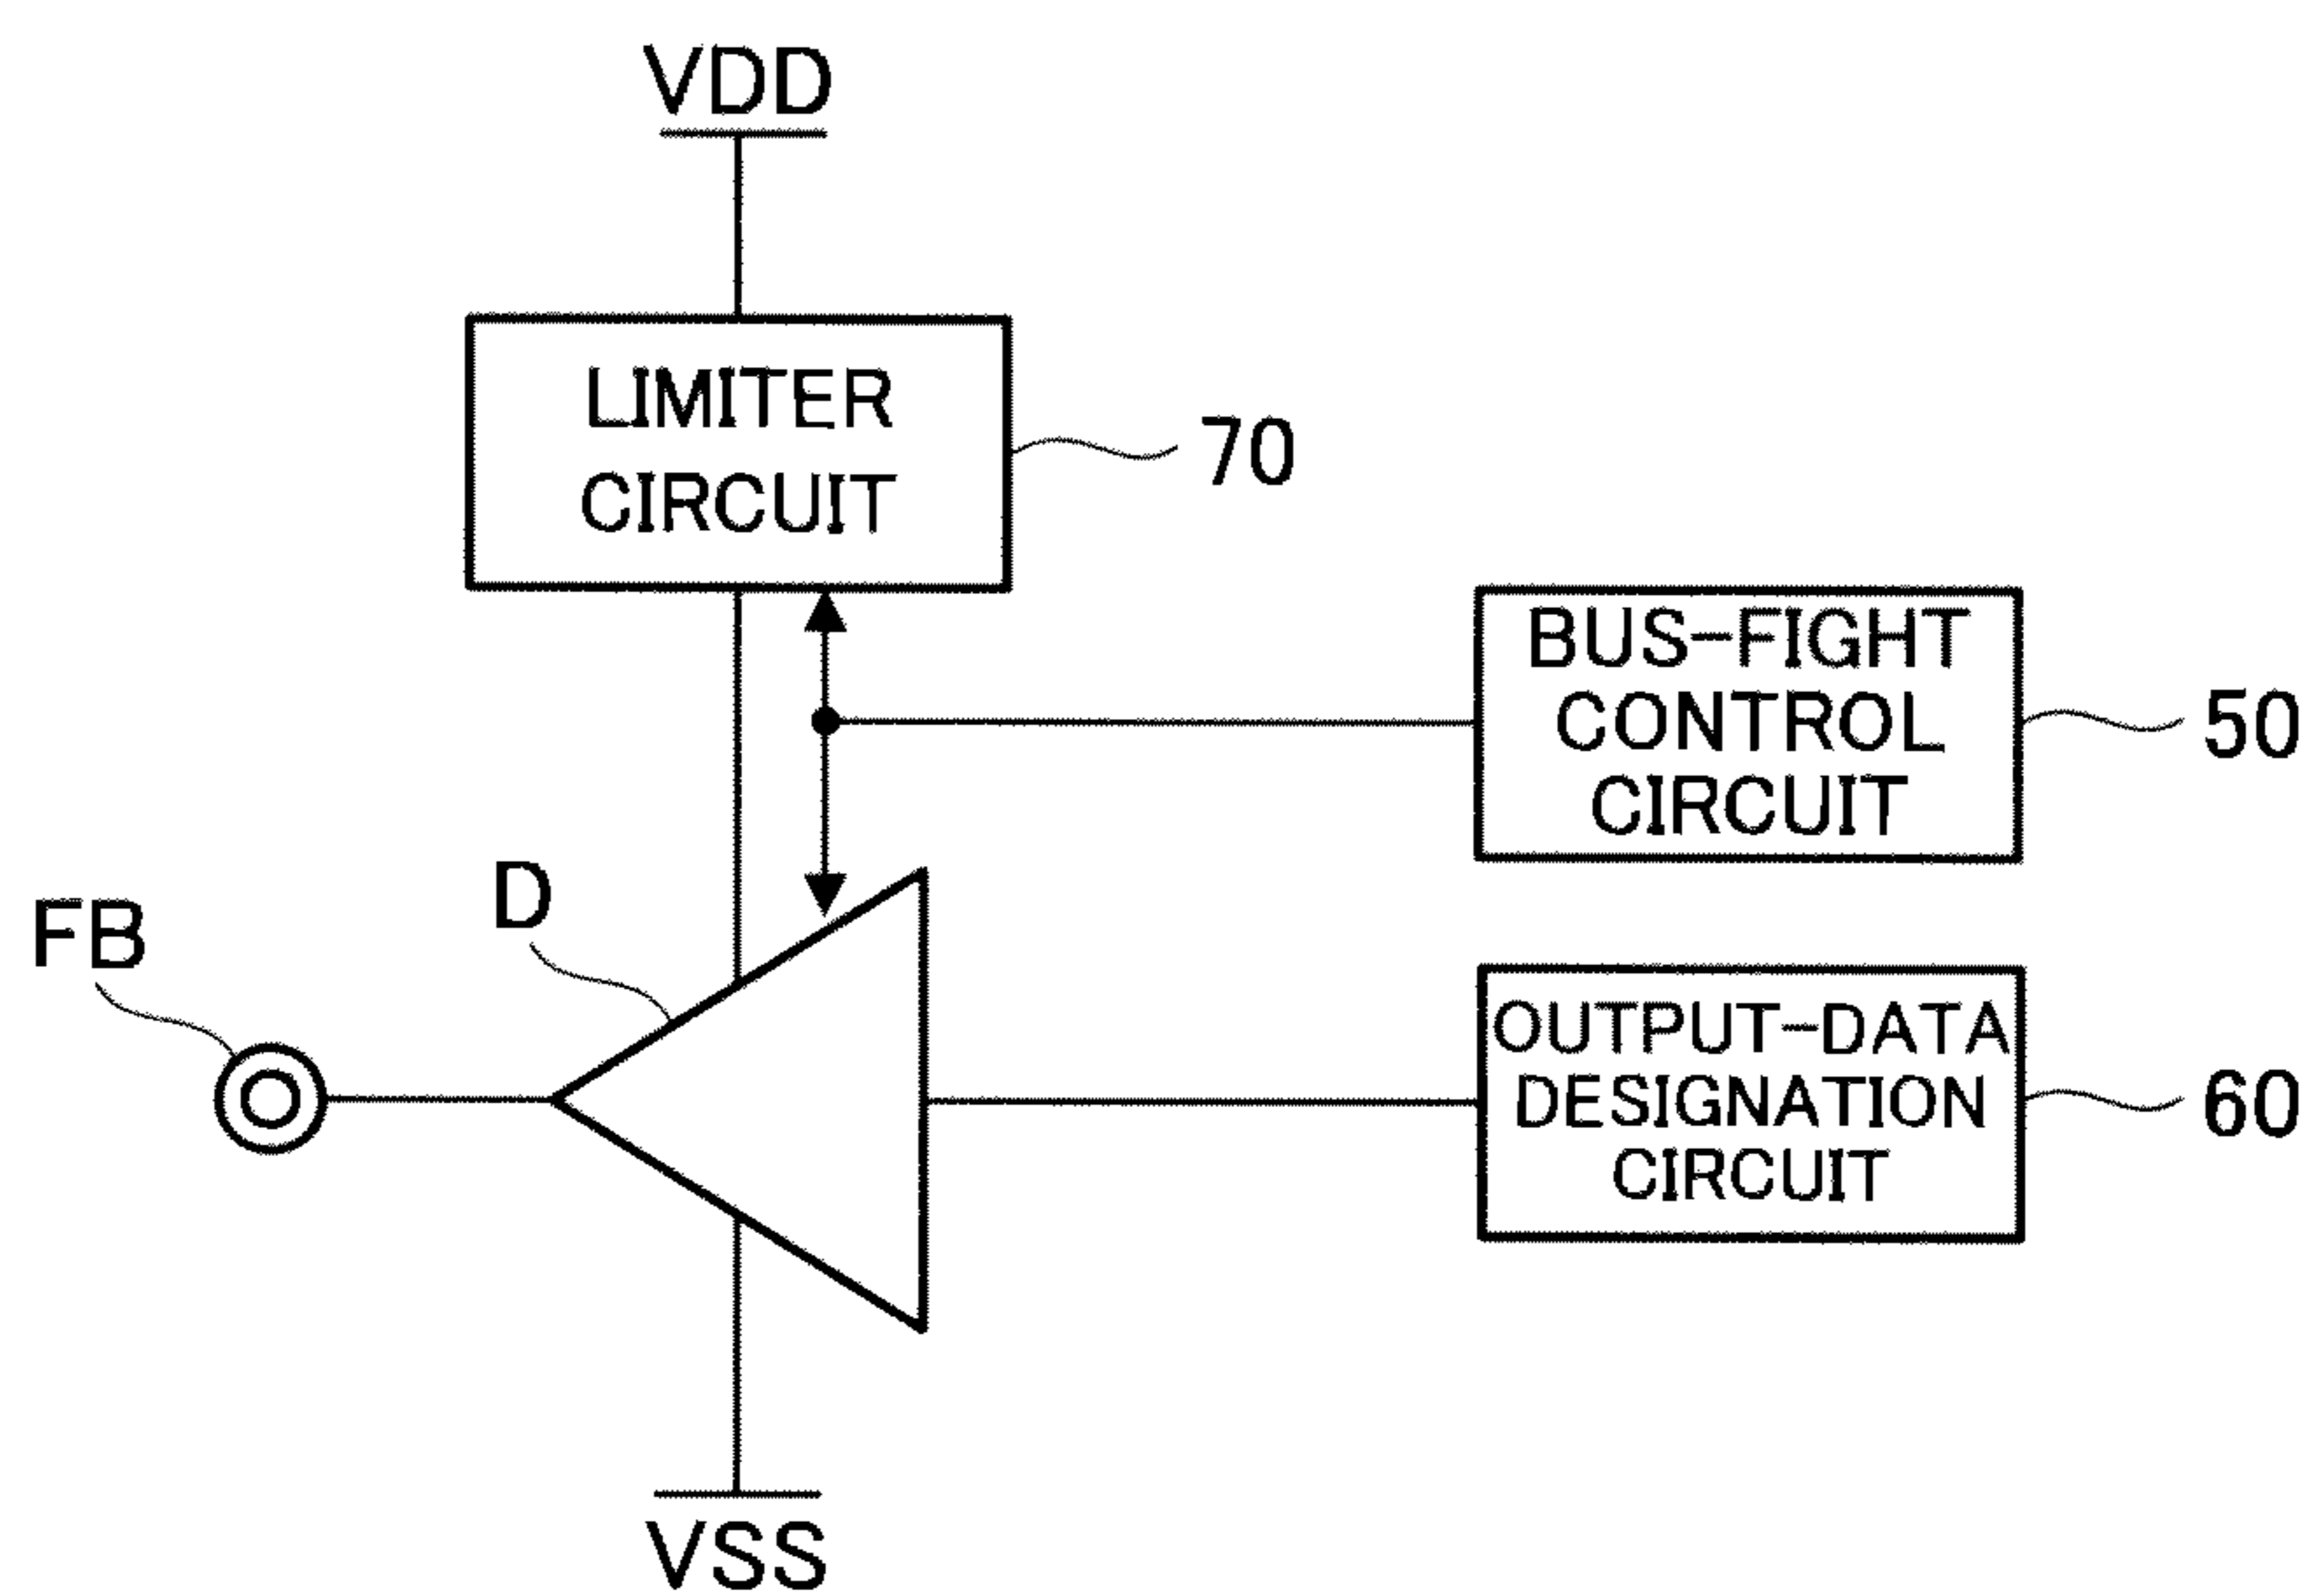 VDD
LIMITER
CIRCUIT
70
BUS-FIGHT
CONTROL
CIRCUIT
50
D
FB
OUTPUT-DATA
DESIGNATION
CIRCUIT
60
VSS